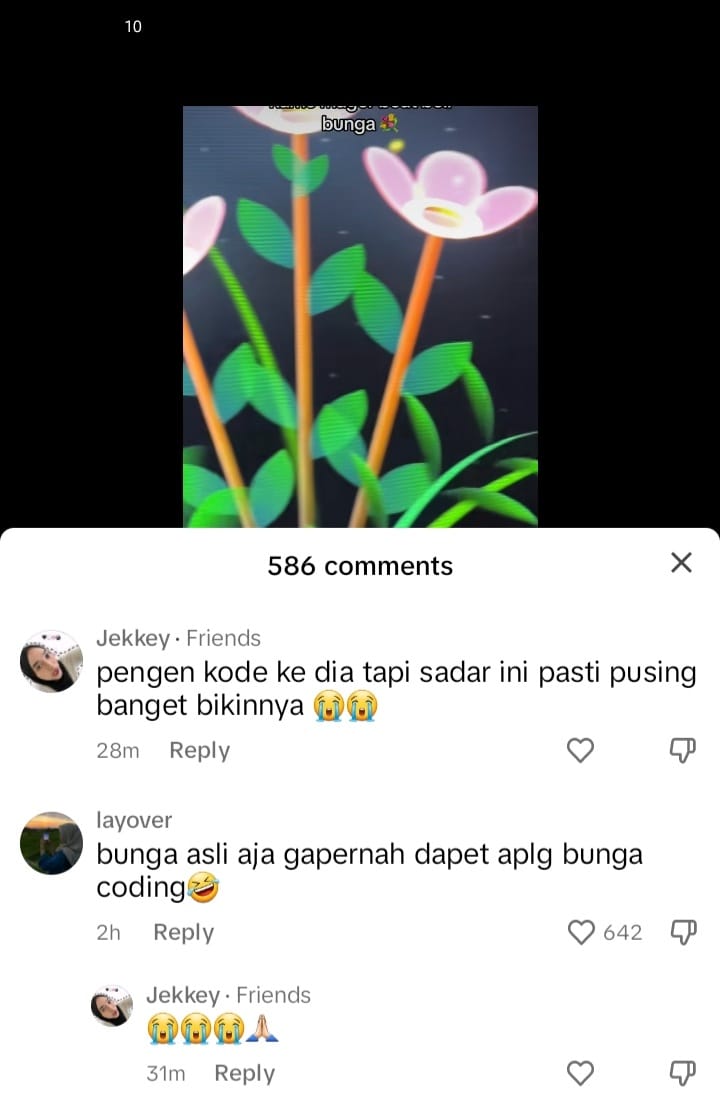 10
bunga 💐
586 comments
Jekkey · Friends
pengen kode ke dia tapi sadar ini pasti pusing
banget bikinnya 😭😭
28m Reply
layover
bunga asli aja gapernah dapet aplg bunga
coding🤣
2h Reply 642
Jekkey · Friends
😭😭😭🙏🏻
31m Reply